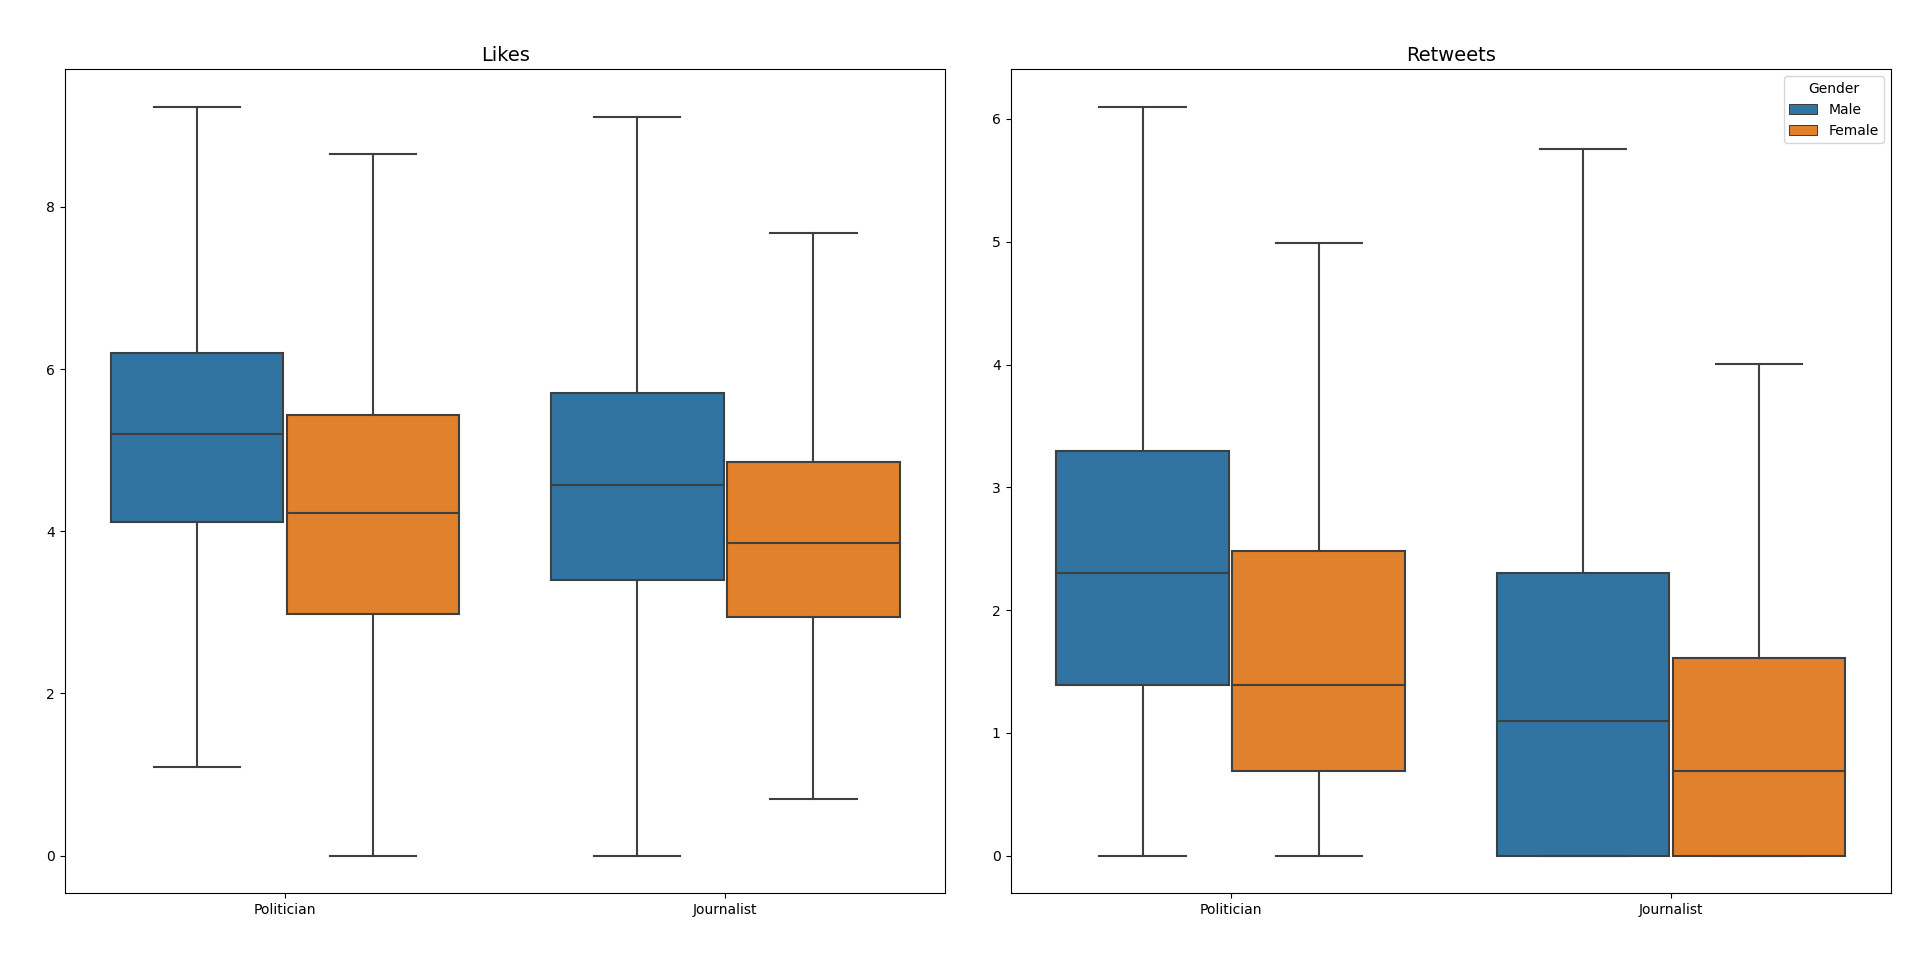 Likes
8
6
4
2
0
Politician
Journalist
Retweets
6
5
4
3
2
1
0
Politician
Journalist
Gender
Male
Female